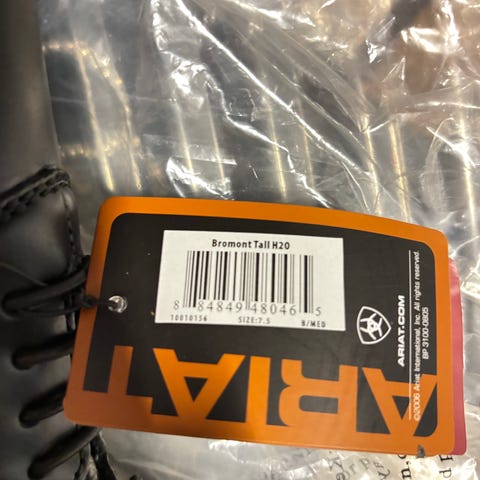 Bromont Tall H20
8 84849 48046 5
10010156 SIZE:7.5 B/MED
ARIAT
ARIAT.COM
©2006 Ariat International, Inc. All rights reserved.
BP 3100-0605